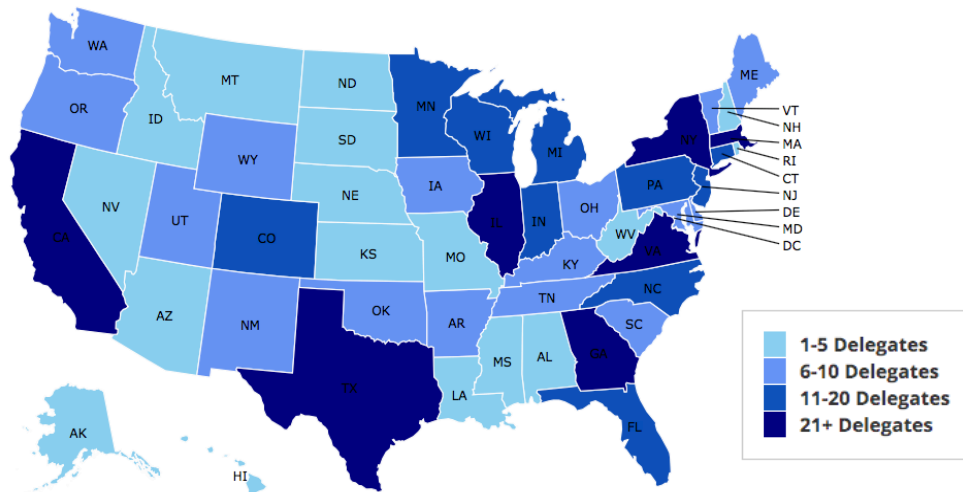 WA
ME
MT
ND
VT
OR
MN
NH
ID
WI
NY
MA
SD
MI
RI
WY
CT
IA
PA
NJ
NE
NV
OH
DE
UT
IL
IN
MD
CO
WV
DC
CA
KS
MO
VA
KY
NC
TN
OK
AZ
NM
AR
SC
MS
AL
GA
1-5 Delegates
6-10 Delegates
TX
LA
11-20 Delegates
21+ Delegates
FL
AK
HI